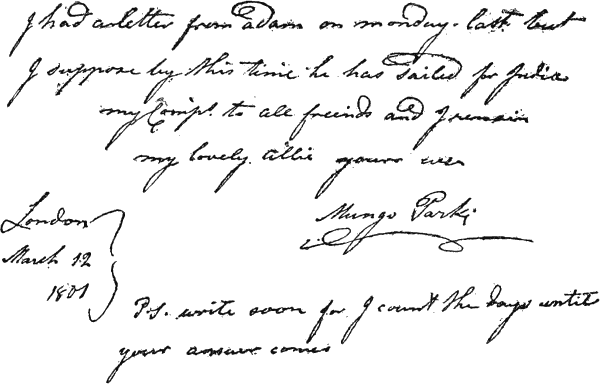 I had a letter from adam on monday last but
I suppose by this time he has sailed for India
my Compls. to all freinds and I remain
my lovely allie yours ever
Mungo Park
London
March 12
1801
P.S. write soon for I count the days until
your answer comes